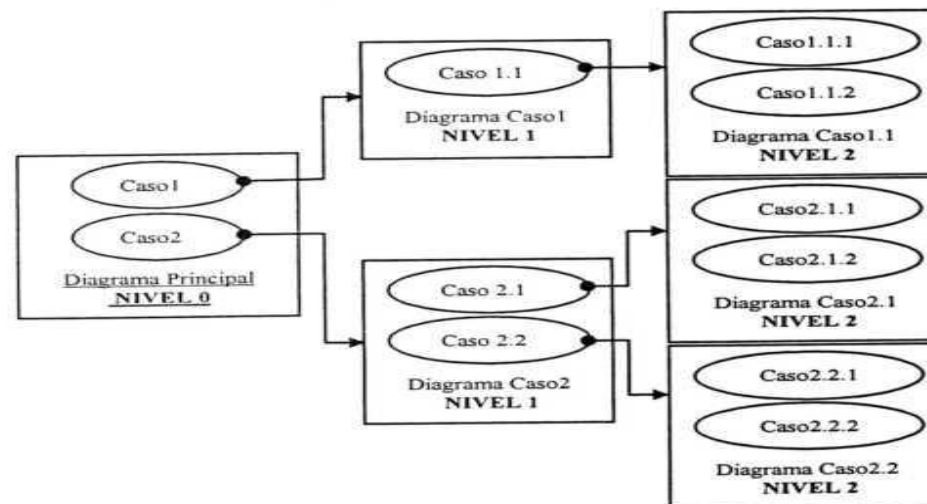 Caso1
Caso2
Diagrama Principal
NIVEL 0
Caso 1.1
Diagrama Caso1
NIVEL 1
Caso 2.1
Caso 2.2
Diagrama Caso2
NIVEL 1
Caso1.1.1
Caso1.1.2
Diagrama Caso1.1
NIVEL 2
Caso2.1.1
Caso2.1.2
Diagrama Caso2.1
NIVEL 2
Caso2.2.1
Caso2.2.2
Diagrama Caso2.2
NIVEL 2